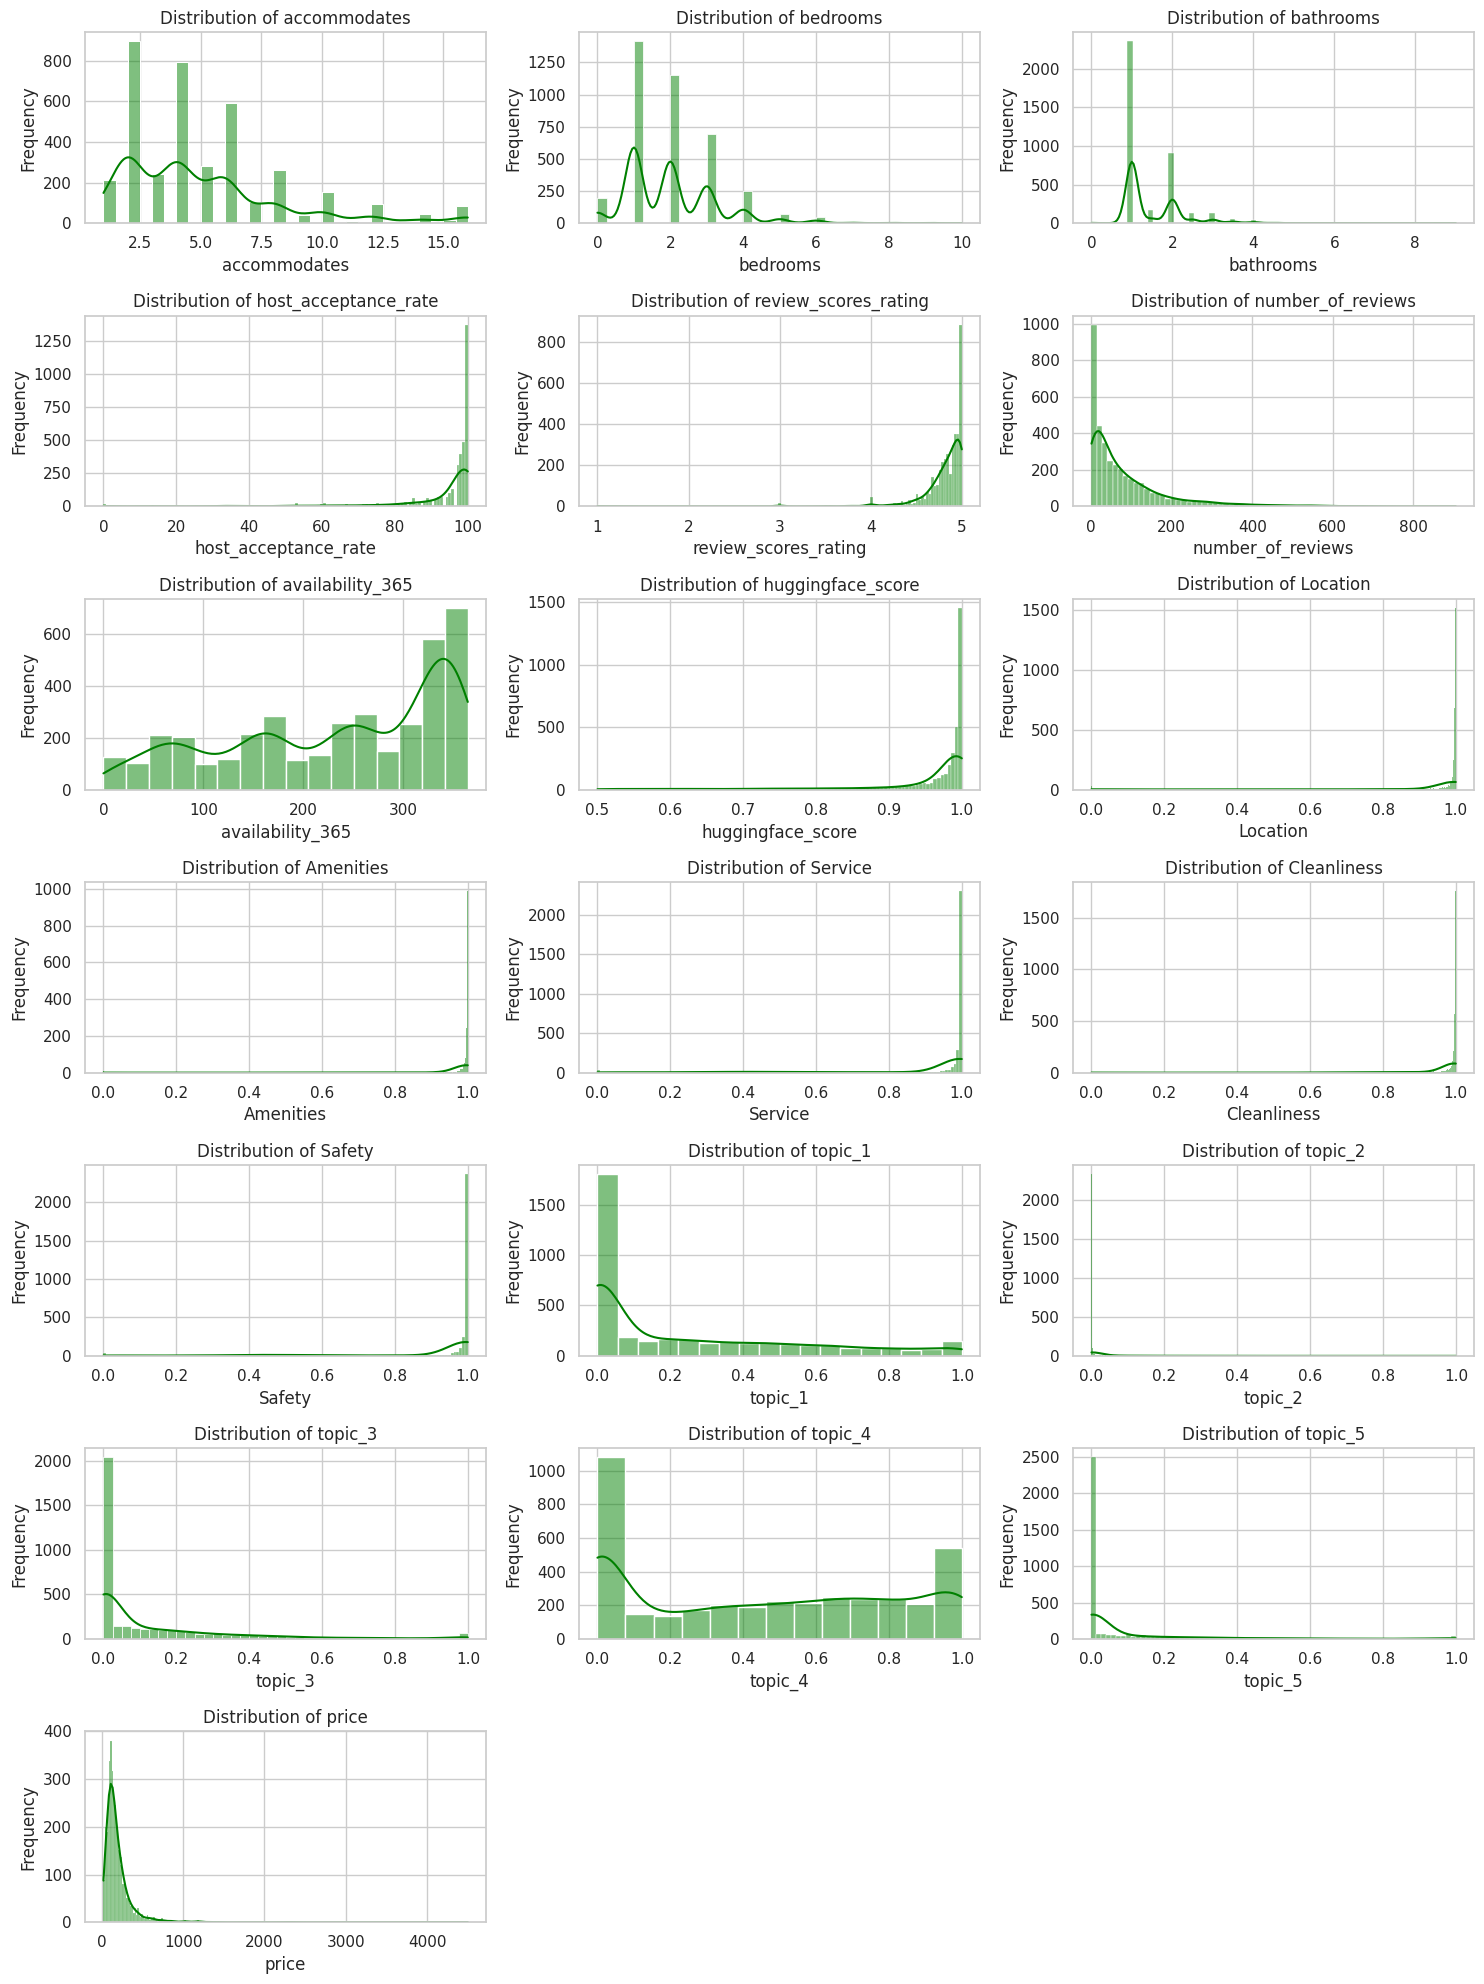 Distribution of accommodates
Frequency
800
600
400
200
0
2.5 5.0 7.5 10.0 12.5 15.0
accommodates
Distribution of bedrooms
Frequency
1250
1000
750
500
250
0
0 2 4 6 8 10
bedrooms
Distribution of bathrooms
Frequency
2000
1500
1000
500
0
0 2 4 6 8
bathrooms
Distribution of host_acceptance_rate
Frequency
1250
1000
750
500
250
0
0 20 40 60 80 100
host_acceptance_rate
Distribution of review_scores_rating
Frequency
800
600
400
200
0
1 2 3 4 5
review_scores_rating
Distribution of number_of_reviews
Frequency
1000
800
600
400
200
0
0 200 400 600 800
number_of_reviews
Distribution of availability_365
Frequency
600
400
200
0
0 100 200 300
availability_365
Distribution of huggingface_score
Frequency
1500
1000
500
0
0.5 0.6 0.7 0.8 0.9 1.0
huggingface_score
Distribution of Location
Frequency
1500
1000
500
0
0.0 0.2 0.4 0.6 0.8 1.0
Location
Distribution of Amenities
Frequency
1000
800
600
400
200
0
0.0 0.2 0.4 0.6 0.8 1.0
Amenities
Distribution of Service
Frequency
2000
1500
1000
500
0
0.0 0.2 0.4 0.6 0.8 1.0
Service
Distribution of Cleanliness
Frequency
1500
1000
500
0
0.0 0.2 0.4 0.6 0.8 1.0
Cleanliness
Distribution of Safety
Frequency
2000
1500
1000
500
0
0.0 0.2 0.4 0.6 0.8 1.0
Safety
Distribution of topic_1
Frequency
1500
1000
500
0
0.0 0.2 0.4 0.6 0.8 1.0
topic_1
Distribution of topic_2
Frequency
2000
1500
1000
500
0
0.0 0.2 0.4 0.6 0.8 1.0
topic_2
Distribution of topic_3
Frequency
2000
1500
1000
500
0
0.0 0.2 0.4 0.6 0.8 1.0
topic_3
Distribution of topic_4
Frequency
1000
800
600
400
200
0
0.0 0.2 0.4 0.6 0.8 1.0
topic_4
Distribution of topic_5
Frequency
2500
2000
1500
1000
500
0
0.0 0.2 0.4 0.6 0.8 1.0
topic_5
Distribution of price
Frequency
400
300
200
100
0
0 1000 2000 3000 4000
price